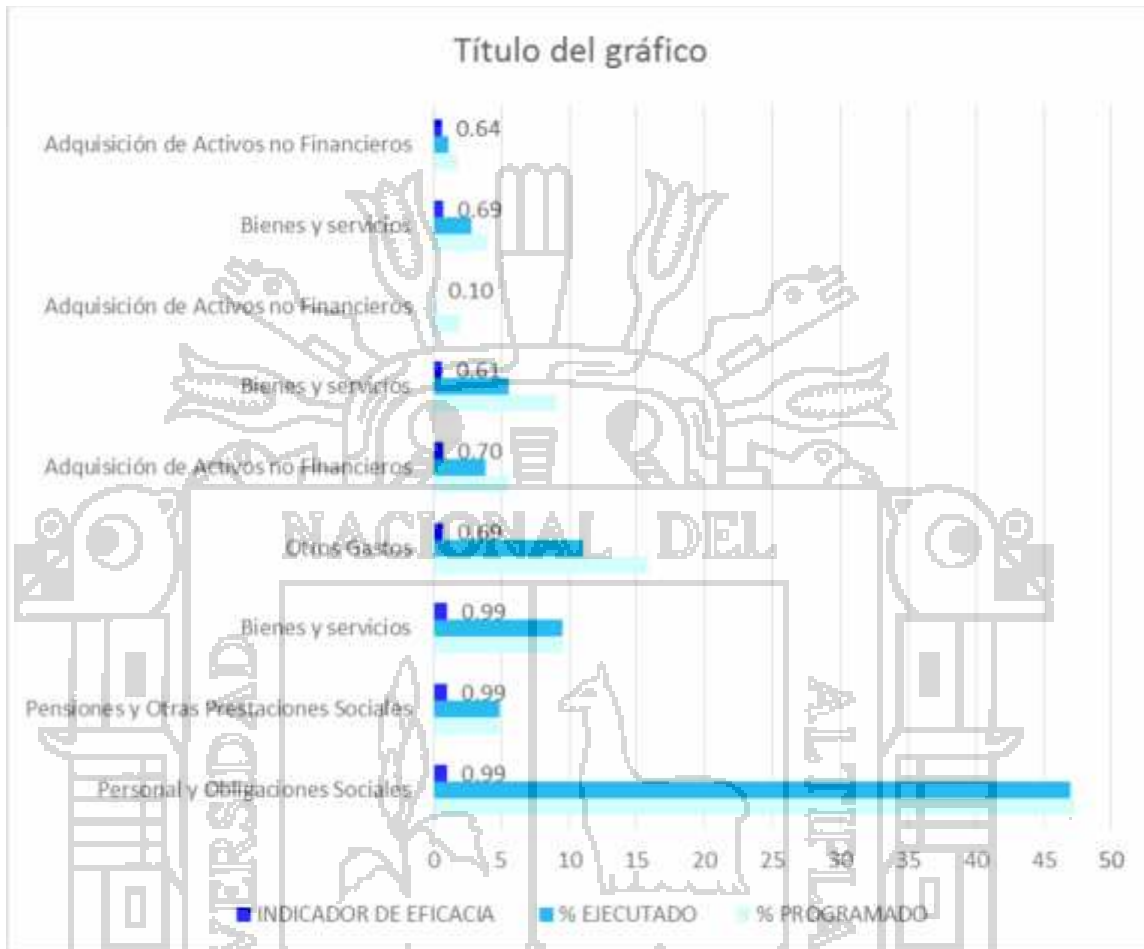 Título del gráfico
Adquisición de Activos no Financieros 0.64
Bienes y servicios 0.69
Adquisición de Activos no Financieros 0.10
Bienes y servicios 0.61
Adquisición de Activos no Financieros 0.70
NACIONAL DEL
Otros Gastos 0.69
Bienes y servicios 0.99
Pensiones y Otras Prestaciones Sociales 0.99
Personal y Obligaciones Sociales 0.99
0 5 10 15 20 25 30 35 40 45 50
INDICADOR DE EFICACIA % EJECUTADO % PROGRAMADO